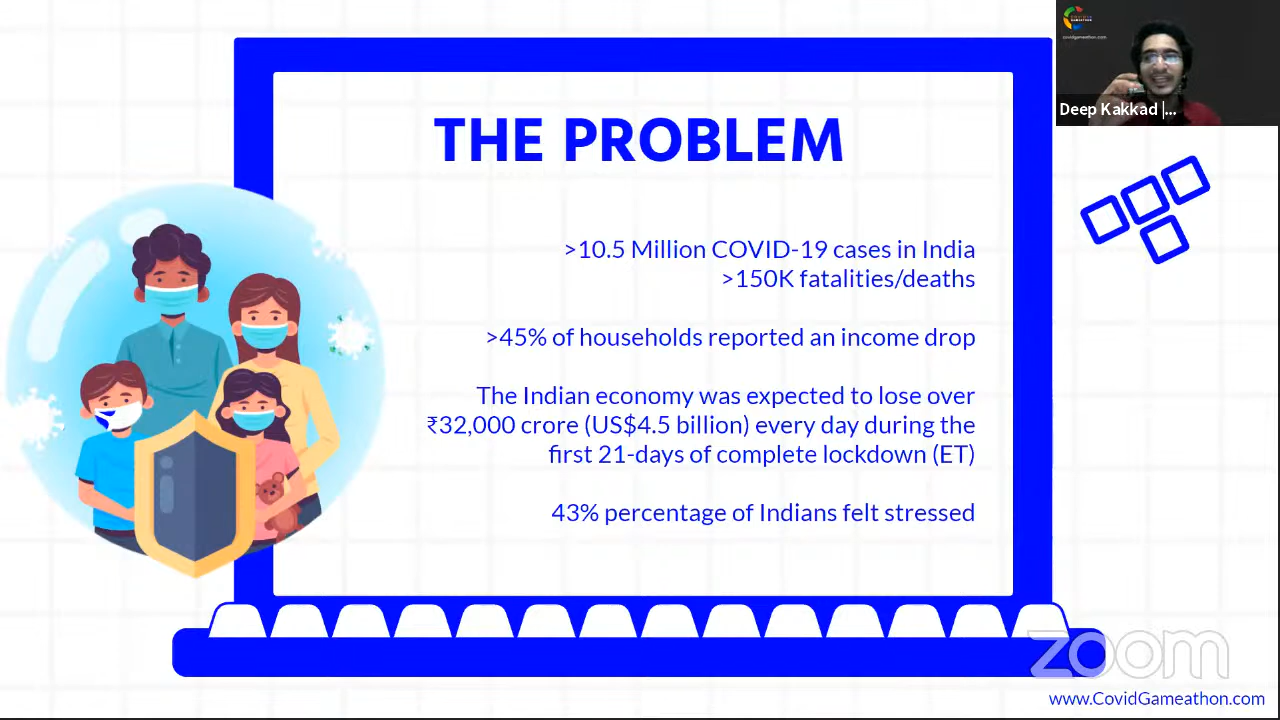 THE PROBLEM
>10.5 Million COVID-19 cases in India
>150K fatalities/deaths
>45% of households reported an income drop
The Indian economy was expected to lose over
₹32,000 crore (US$4.5 billion) every day during the
first 21-days of complete lockdown (ET)
43% percentage of Indians felt stressed
covidgameathon.com
Deep Kakkad |...
zoom
www.CovidGameathon.com